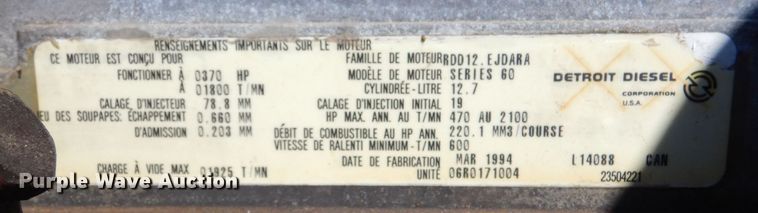 RENSEIGNEMENTS IMPORTANTS SUR LE MOTEUR
CE MOTEUR EST CONÇU POUR FAMILLE DE MOTEUR RDD12.EJDARA
FONCTIONNER À 0370 HP MODÈLE DE MOTEUR SERIES 60
À 01800 T/MN CYLINDRÉE-LITRE 12.7
CALAGE D'INJECTEUR 78.8 MM CALAGE D'INJECTION INITIAL 19
JEU DES SOUPAPES: ÉCHAPPEMENT 0.660 MM HP MAX. ANN. AU T/MN 470 AU 2100
D'ADMISSION 0.203 MM DÉBIT DE COMBUSTIBLE AU HP ANN. 220.1 MM3/COURSE
VITESSE DE RALENTI MINIMUM-T/MN 600
CHARGE À VIDE MAX 01925 T/MN DATE DE FABRICATION MAR 1994 L14088 CAN
UNITÉ 06R0171004 23504221
DETROIT DIESEL
CORPORATION
U.S.A.
Purple Wave Auction